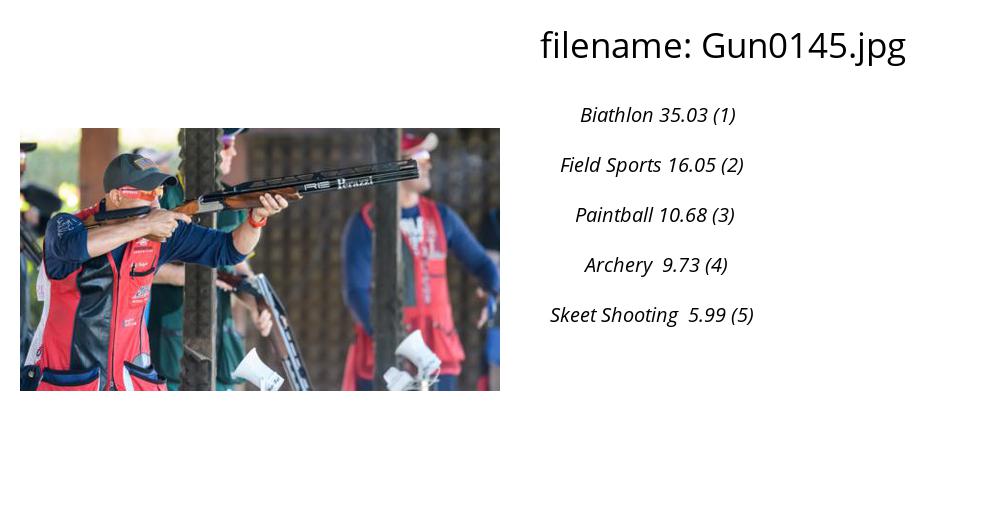 filename: Gun0145.jpg
Biathlon 35.03 (1)
Field Sports 16.05 (2)
Paintball 10.68 (3)
Archery 9.73 (4)
Skeet Shooting 5.99 (5)
Perazzi